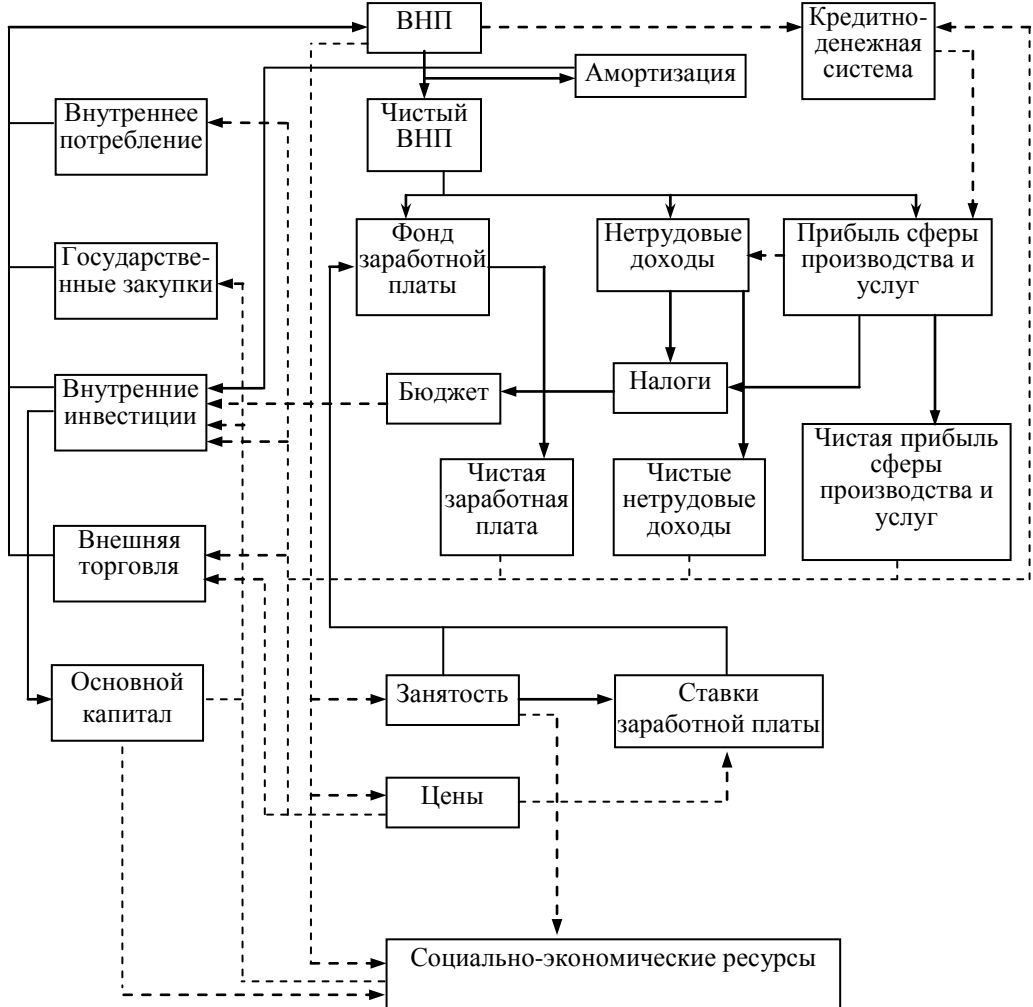 ВНП
Кредитно-
денежная
система
Амортизация
Внутреннее
потребление
Чистый
ВНП
Государстве-
нные закупки
Фонд
заработной
платы
Нетрудовые
доходы
Прибыль сферы
производства и
услуг
Внутренние
инвестиции
Бюджет
Налоги
Чистая
заработная
плата
Чистые
нетрудовые
доходы
Чистая прибыль
сферы
производства и
услуг
Внешняя
торговля
Основной
капитал
Занятость
Ставки
заработной платы
Цены
Социально-экономические ресурсы